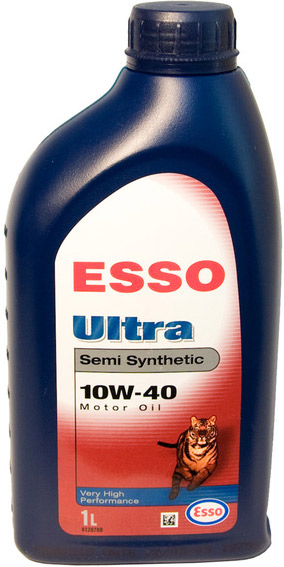 ESSO
Ultra
Semi Synthetic
10W-40
Motor Oil
Very High
Performance
1L
Esso